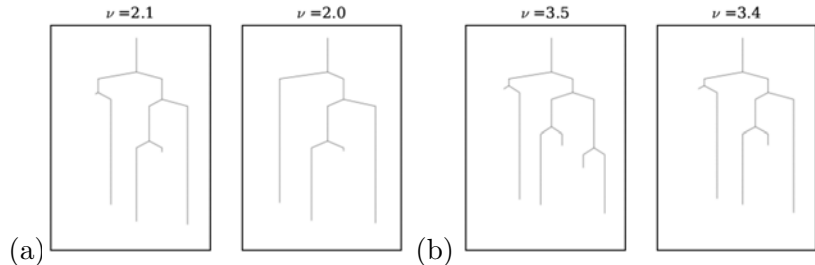 ν =2.1
ν =2.0
ν =3.5
ν =3.4
(a)
(b)